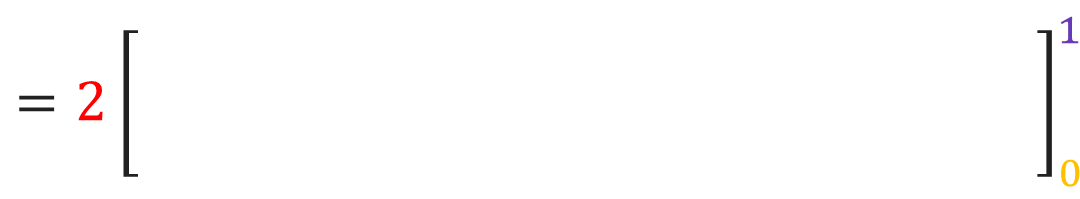 = 2 [ ]₀¹